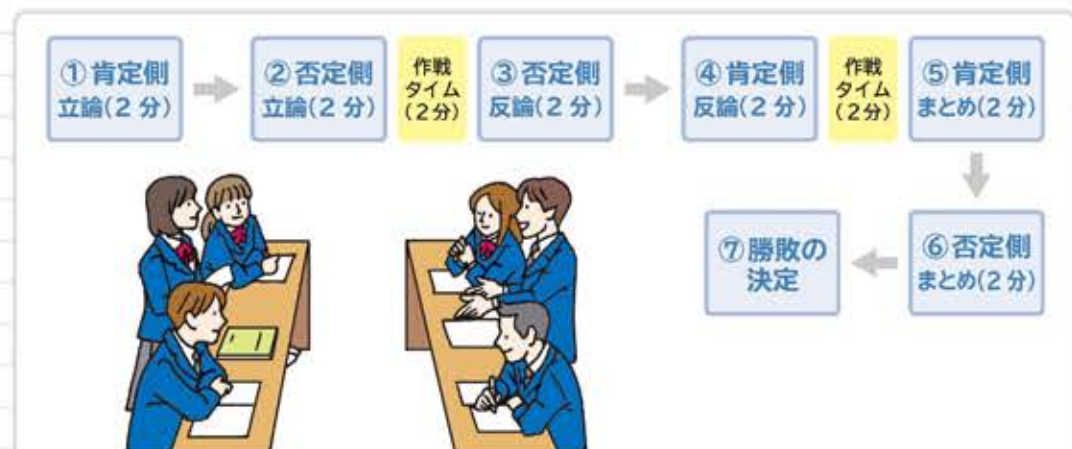 ①肯定側
立論(2分)
②否定側
立論(2分)
作戦
タイム
(2分)
③否定側
反論(2分)
④肯定側
反論(2分)
作戦
タイム
(2分)
⑤肯定側
まとめ(2分)
⑥否定側
まとめ(2分)
⑦勝敗の
決定